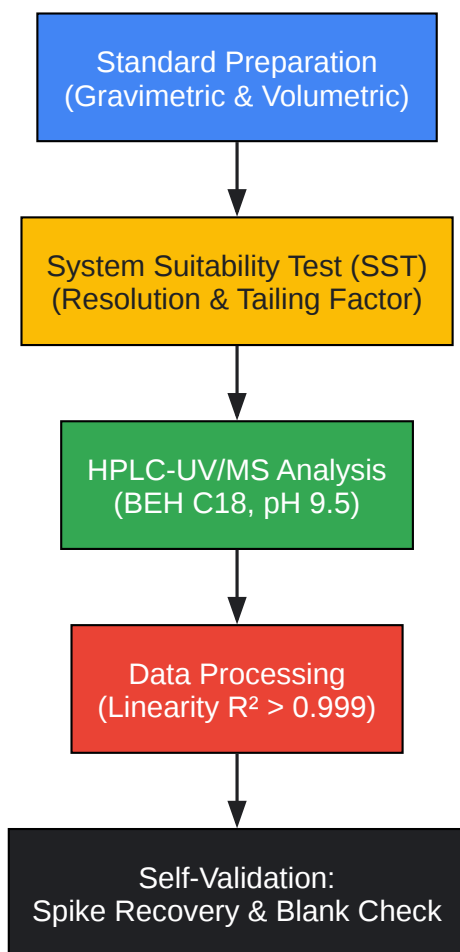 Standard Preparation
(Gravimetric & Volumetric)
System Suitability Test (SST)
(Resolution & Tailing Factor)
HPLC-UV/MS Analysis
(BEH C18, pH 9.5)
Data Processing
(Linearity R² > 0.999)
Self-Validation:
Spike Recovery & Blank Check